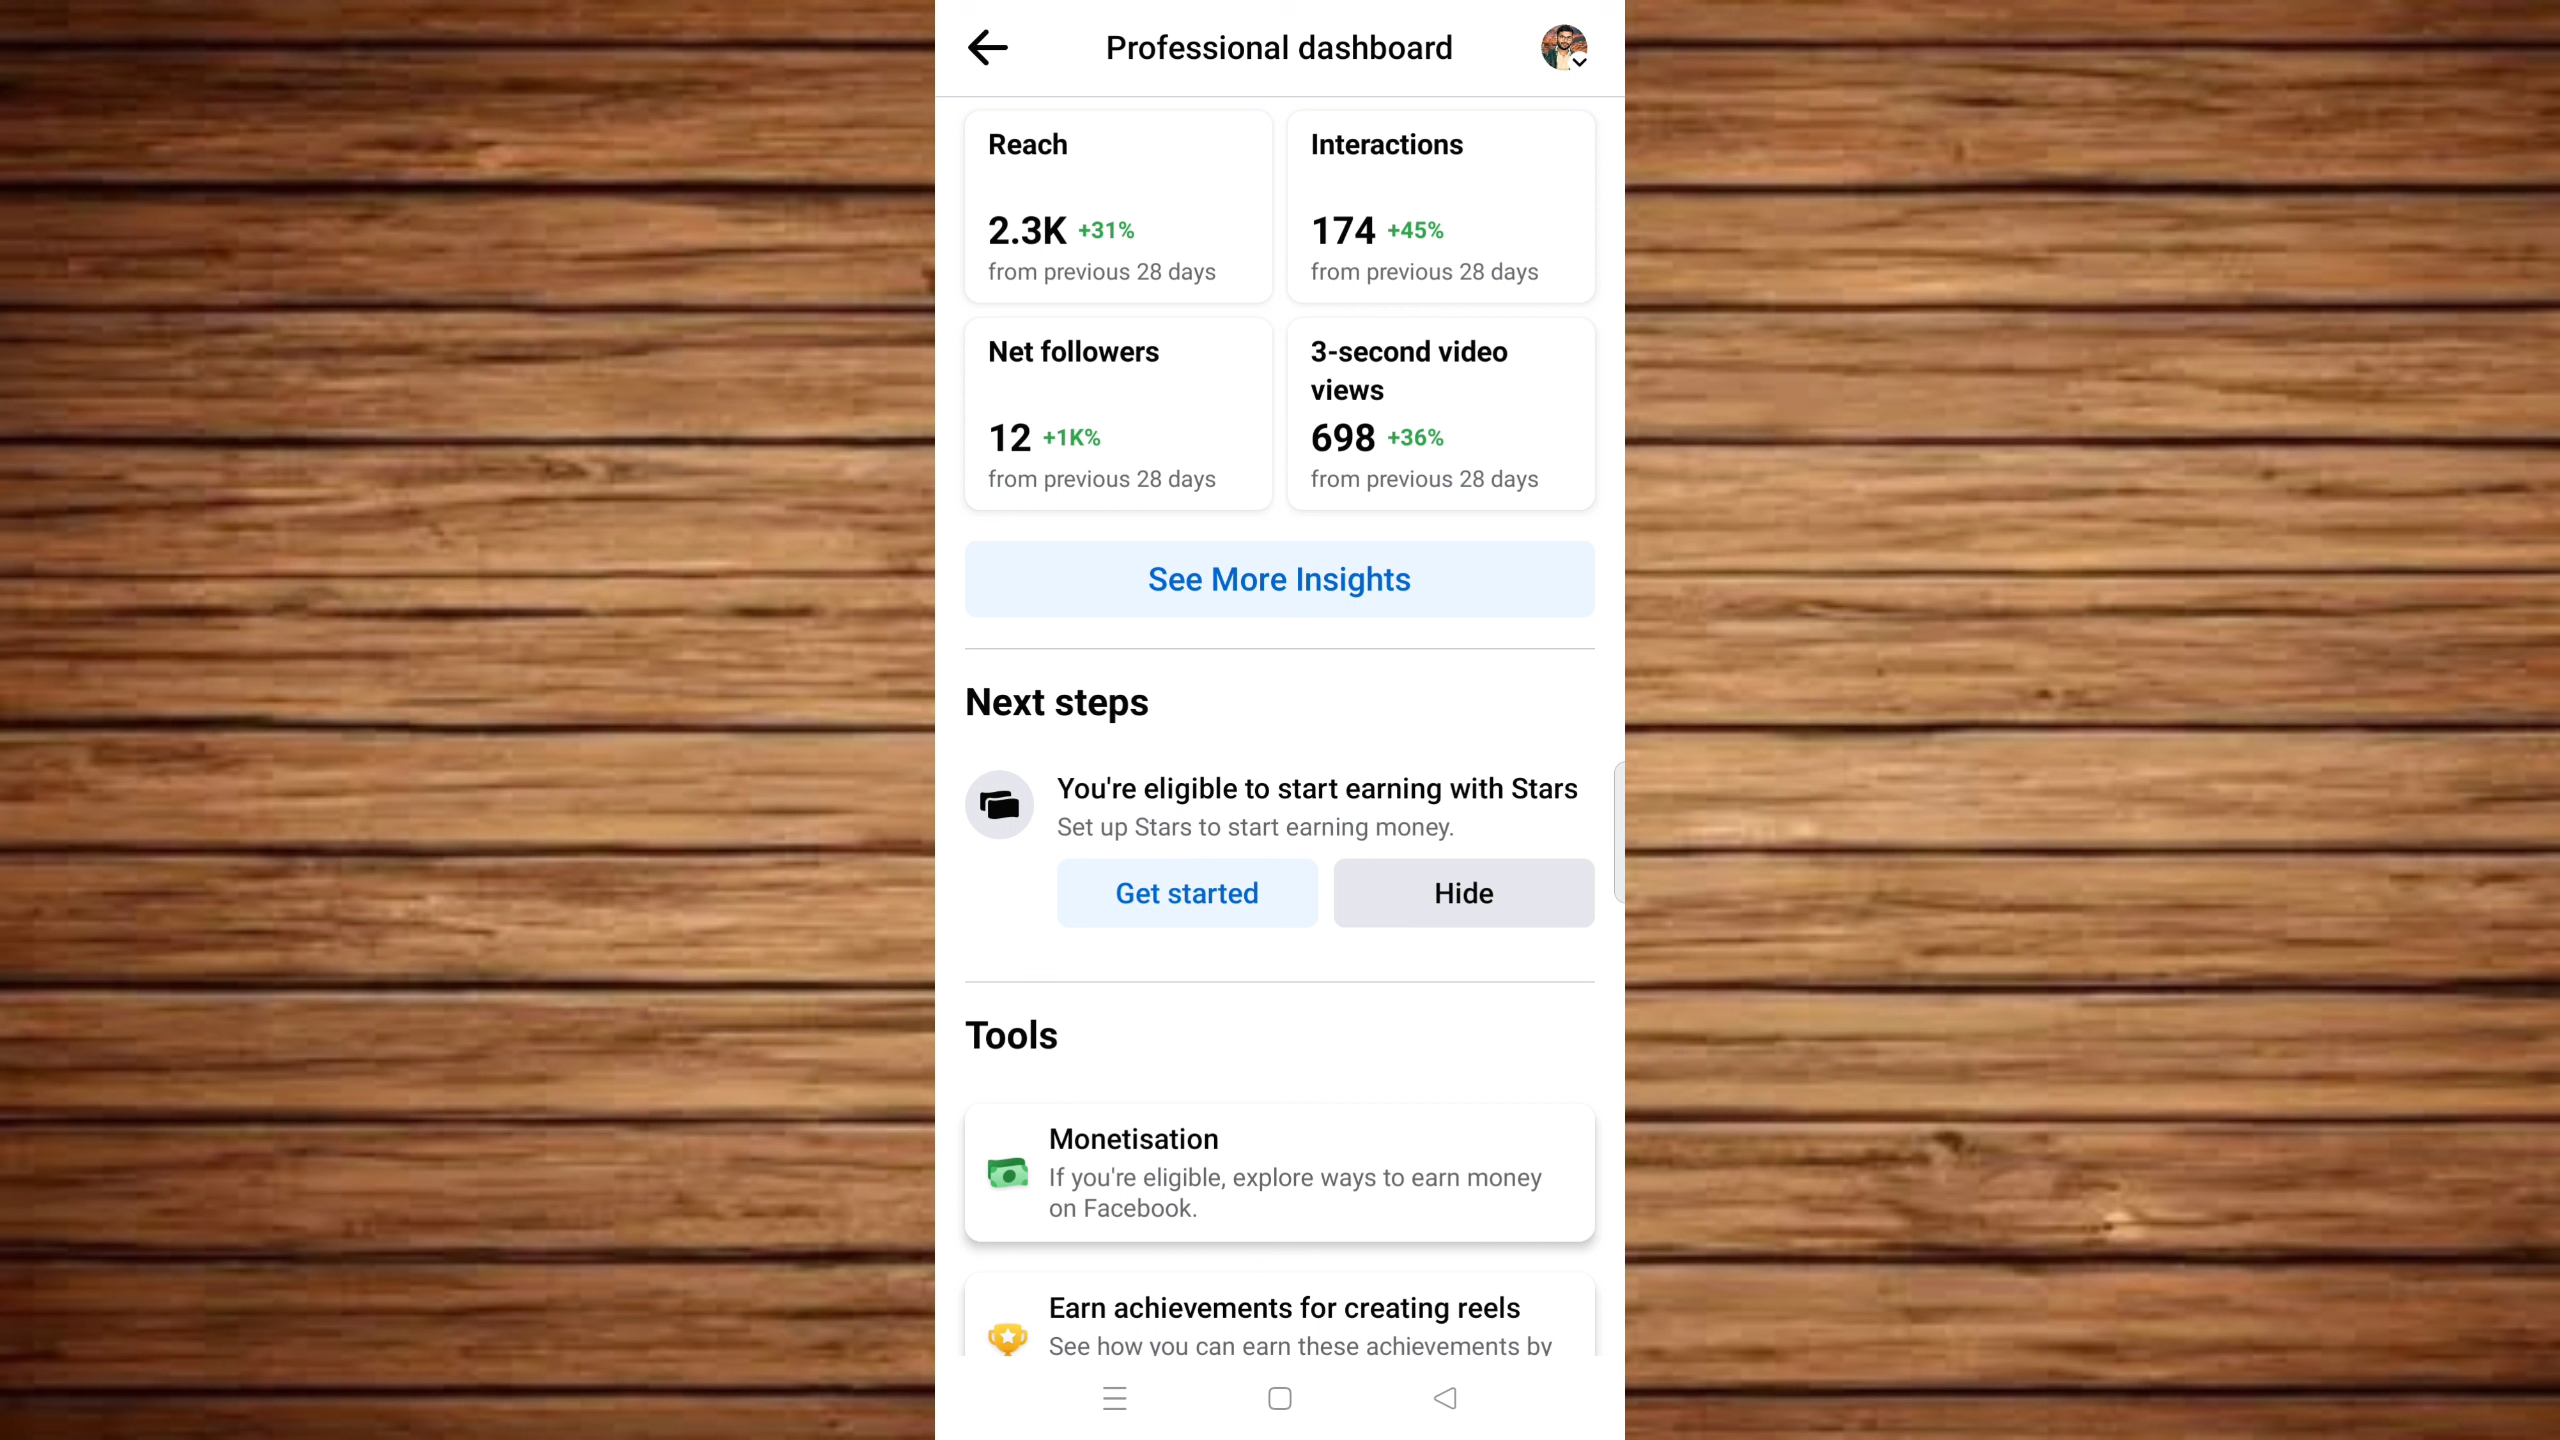 Professional dashboard
Reach
2.3K +31%
from previous 28 days
Interactions
174 +45%
from previous 28 days
Net followers
12 +1K%
from previous 28 days
3-second video
views
698 +36%
from previous 28 days
See More Insights
Next steps
You're eligible to start earning with Stars
Set up Stars to start earning money.
Get started
Hide
Tools
Monetisation
If you're eligible, explore ways to earn money
on Facebook.
Earn achievements for creating reels
See how you can earn these achievements by